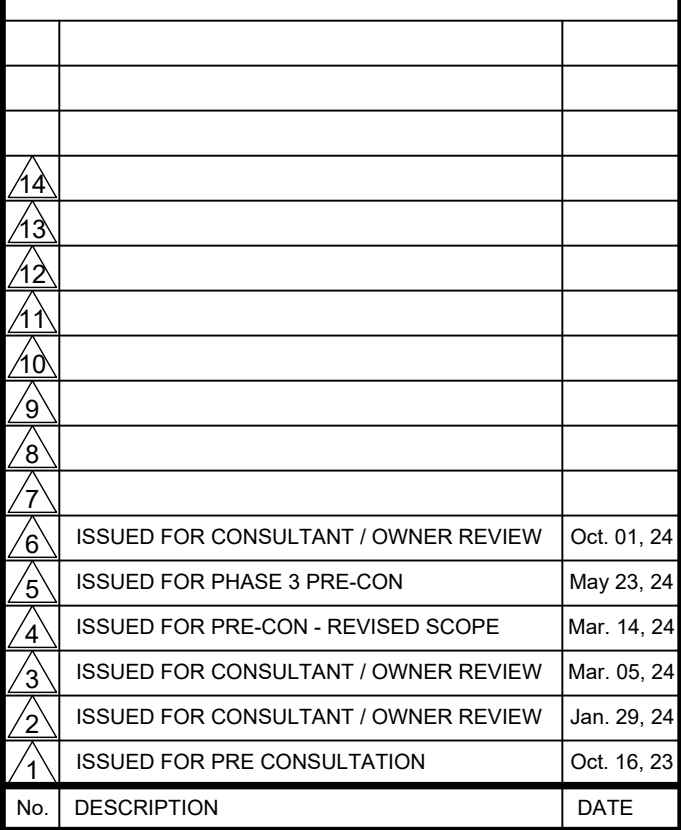 14
13
12
11
10
9
8
7
6 ISSUED FOR CONSULTANT / OWNER REVIEW Oct. 01, 24
5 ISSUED FOR PHASE 3 PRE-CON May 23, 24
4 ISSUED FOR PRE-CON - REVISED SCOPE Mar. 14, 24
3 ISSUED FOR CONSULTANT / OWNER REVIEW Mar. 05, 24
2 ISSUED FOR CONSULTANT / OWNER REVIEW Jan. 29, 24
1 ISSUED FOR PRE CONSULTATION Oct. 16, 23
No. DESCRIPTION DATE